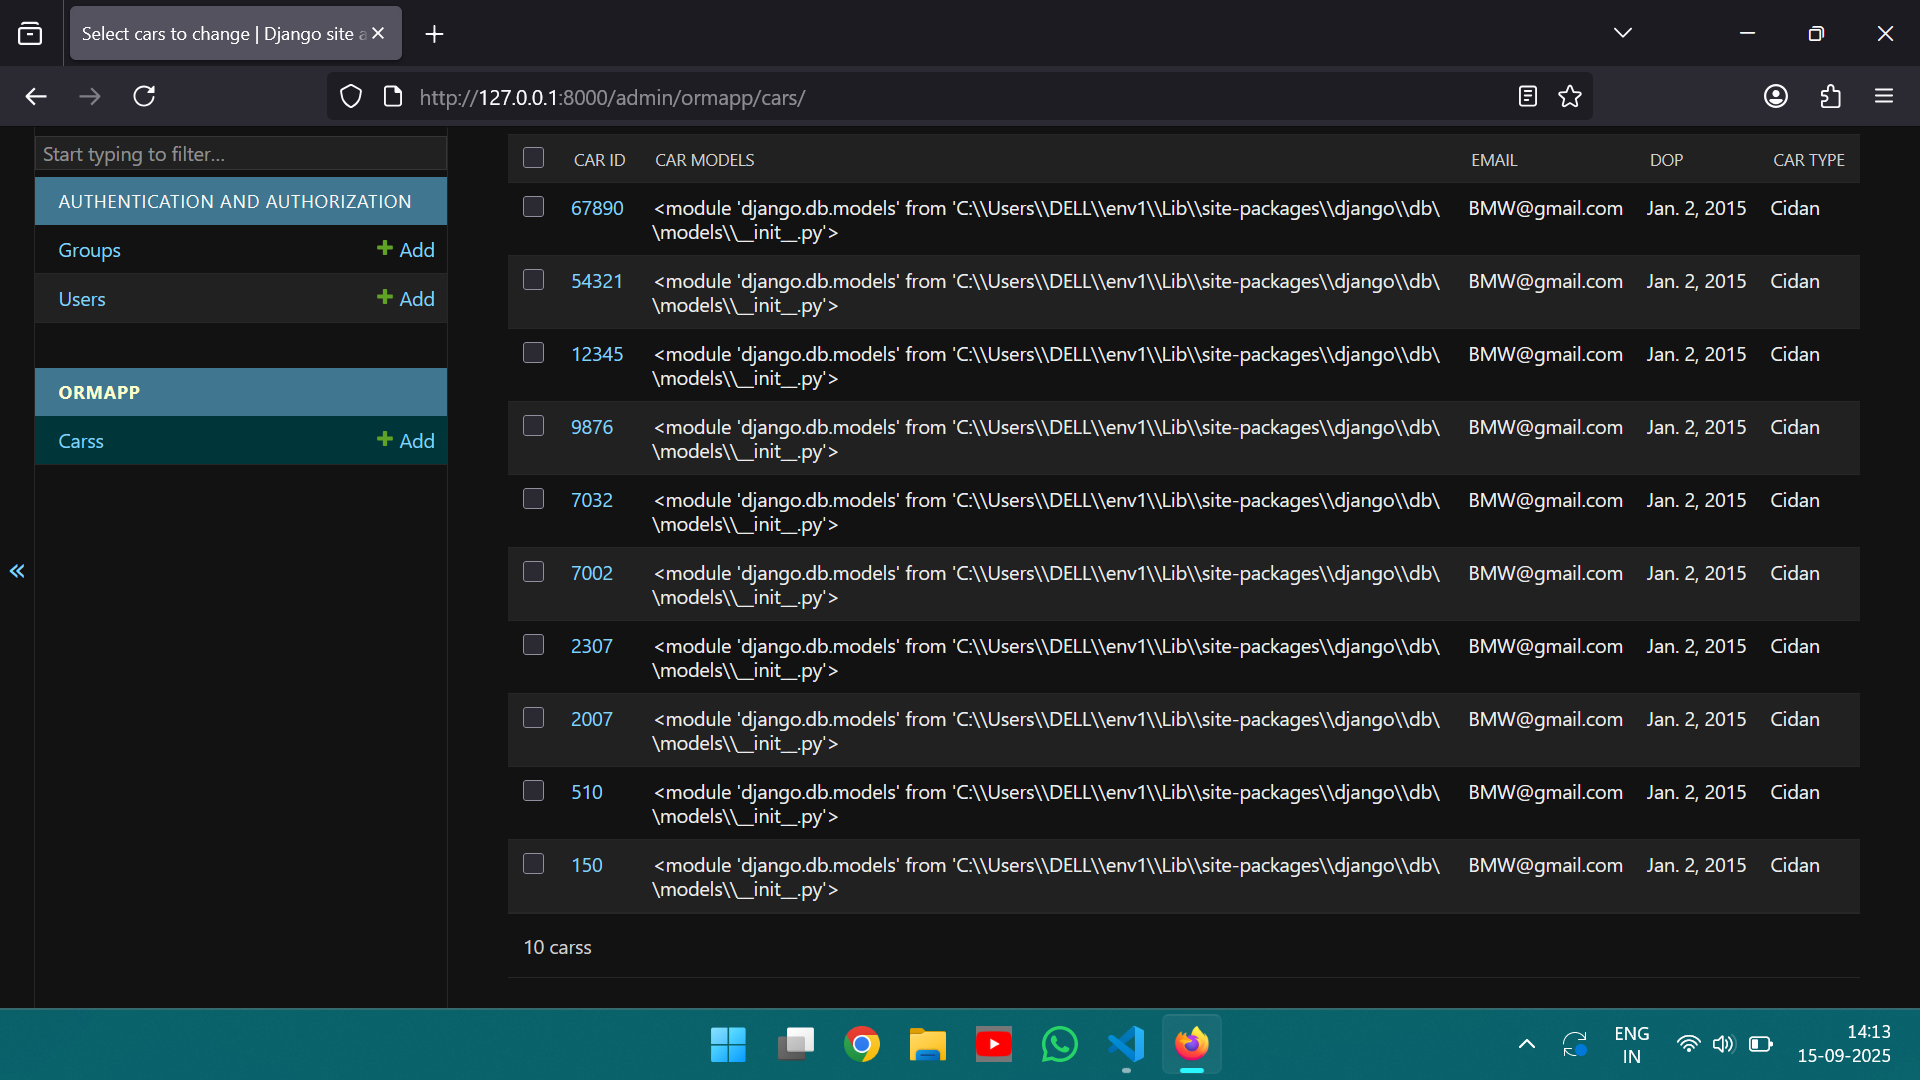 Select cars to change | Django site a
http://127.0.0.1:8000/admin/ormapp/cars/
Start typing to filter...
AUTHENTICATION AND AUTHORIZATION
Groups
Add
Users
Add
ORMAPP
Carss
Add
«
CAR ID CAR MODELS EMAIL DOP CAR TYPE
67890 <module 'django.db.models' from 'C:\\Users\\DELL\\env1\\Lib\\site-packages\\django\\db\ BMW@gmail.com Jan. 2, 2015 Cidan
\models\\__init__.py'>
54321 <module 'django.db.models' from 'C:\\Users\\DELL\\env1\\Lib\\site-packages\\django\\db\ BMW@gmail.com Jan. 2, 2015 Cidan
\models\\__init__.py'>
12345 <module 'django.db.models' from 'C:\\Users\\DELL\\env1\\Lib\\site-packages\\django\\db\ BMW@gmail.com Jan. 2, 2015 Cidan
\models\\__init__.py'>
9876 <module 'django.db.models' from 'C:\\Users\\DELL\\env1\\Lib\\site-packages\\django\\db\ BMW@gmail.com Jan. 2, 2015 Cidan
\models\\__init__.py'>
7032 <module 'django.db.models' from 'C:\\Users\\DELL\\env1\\Lib\\site-packages\\django\\db\ BMW@gmail.com Jan. 2, 2015 Cidan
\models\\__init__.py'>
7002 <module 'django.db.models' from 'C:\\Users\\DELL\\env1\\Lib\\site-packages\\django\\db\ BMW@gmail.com Jan. 2, 2015 Cidan
\models\\__init__.py'>
2307 <module 'django.db.models' from 'C:\\Users\\DELL\\env1\\Lib\\site-packages\\django\\db\ BMW@gmail.com Jan. 2, 2015 Cidan
\models\\__init__.py'>
2007 <module 'django.db.models' from 'C:\\Users\\DELL\\env1\\Lib\\site-packages\\django\\db\ BMW@gmail.com Jan. 2, 2015 Cidan
\models\\__init__.py'>
510 <module 'django.db.models' from 'C:\\Users\\DELL\\env1\\Lib\\site-packages\\django\\db\ BMW@gmail.com Jan. 2, 2015 Cidan
\models\\__init__.py'>
150 <module 'django.db.models' from 'C:\\Users\\DELL\\env1\\Lib\\site-packages\\django\\db\ BMW@gmail.com Jan. 2, 2015 Cidan
\models\\__init__.py'>
10 carss
ENG
IN
14:13
15-09-2025